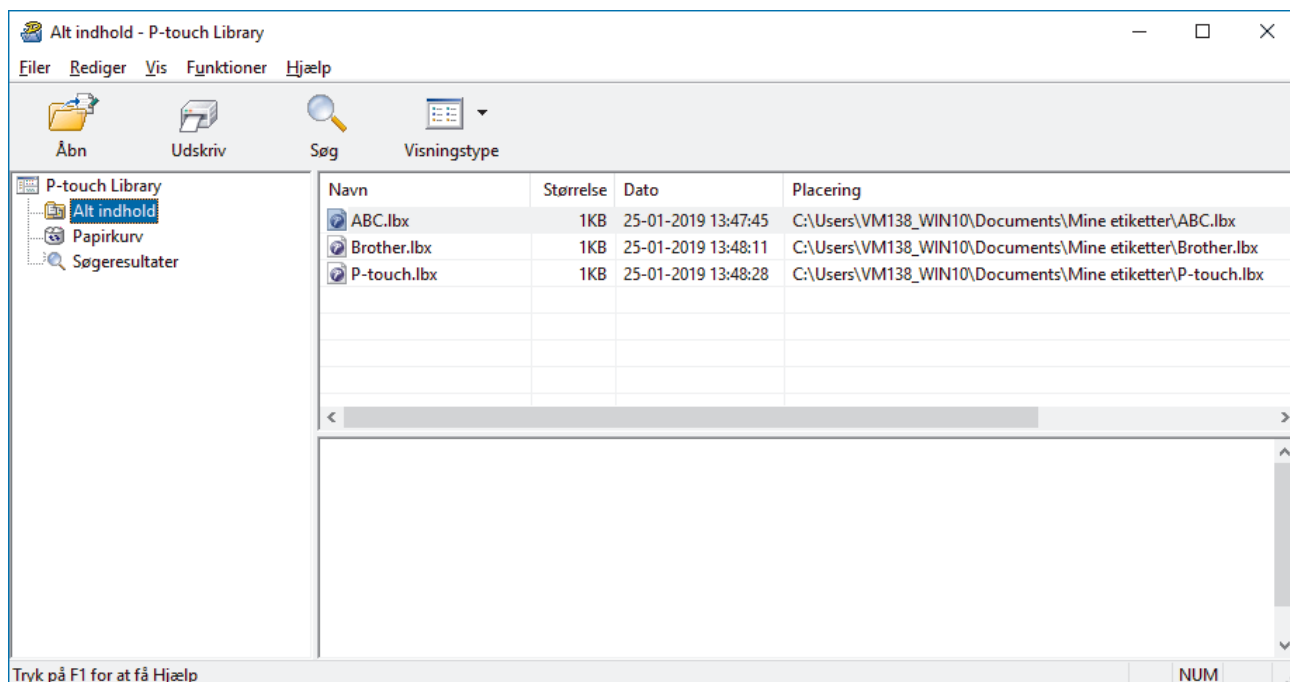 Alt indhold - P-touch Library
Filer Rediger Vis Funktioner Hjælp
Åbn Udskriv Søg Visningstype
P-touch Library
Alt indhold
Papirkurv
Søgeresultater
Navn Størrelse Dato Placering
ABC.lbx 1KB 25-01-2019 13:47:45 C:\Users\VM138_WIN10\Documents\Mine etiketter\ABC.lbx
Brother.lbx 1KB 25-01-2019 13:48:11 C:\Users\VM138_WIN10\Documents\Mine etiketter\Brother.lbx
P-touch.lbx 1KB 25-01-2019 13:48:28 C:\Users\VM138_WIN10\Documents\Mine etiketter\P-touch.lbx
Tryk på F1 for at få Hjælp NUM